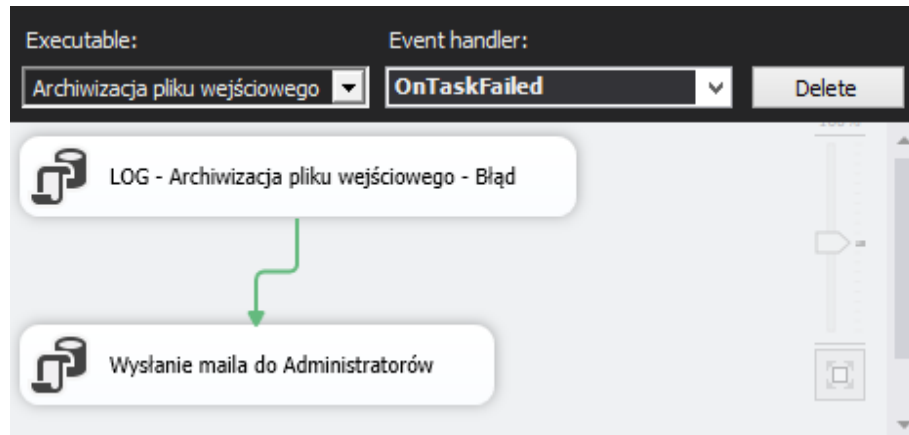 Executable:
Event handler:
Archiwizacja pliku wejściowego
OnTaskFailed
Delete
LOG - Archiwizacja pliku wejściowego - Błąd
Wysłanie maila do Administratorów